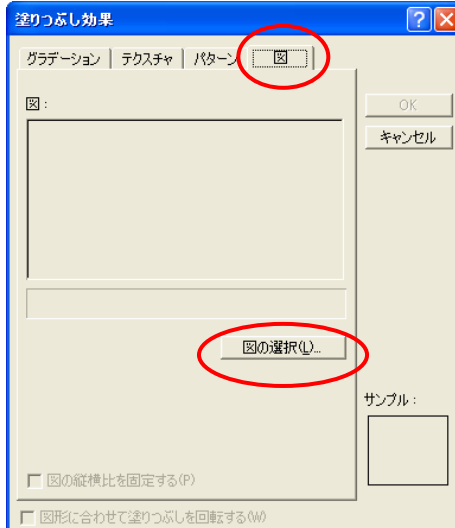 塗りつぶし効果
グラデーション テクスチャ パターン 図
図：
OK
キャンセル
図の選択(L)...
サンプル：
図の縦横比を固定する(P)
図形に合わせて塗りつぶしを回転する(W)